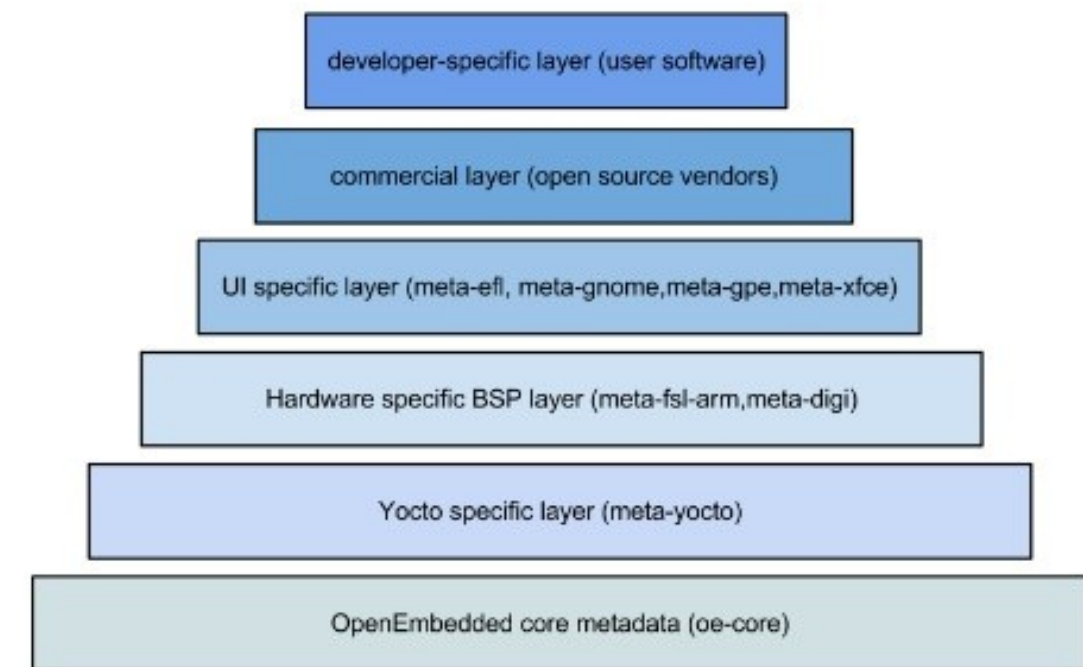 developer-specific layer (user software)
commercial layer (open source vendors)
UI specific layer (meta-efl, meta-gnome,meta-gpe,meta-xfce)
Hardware specific BSP layer (meta-fsl-arm,meta-digi)
Yocto specific layer (meta-yocto)
OpenEmbedded core metadata (oe-core)